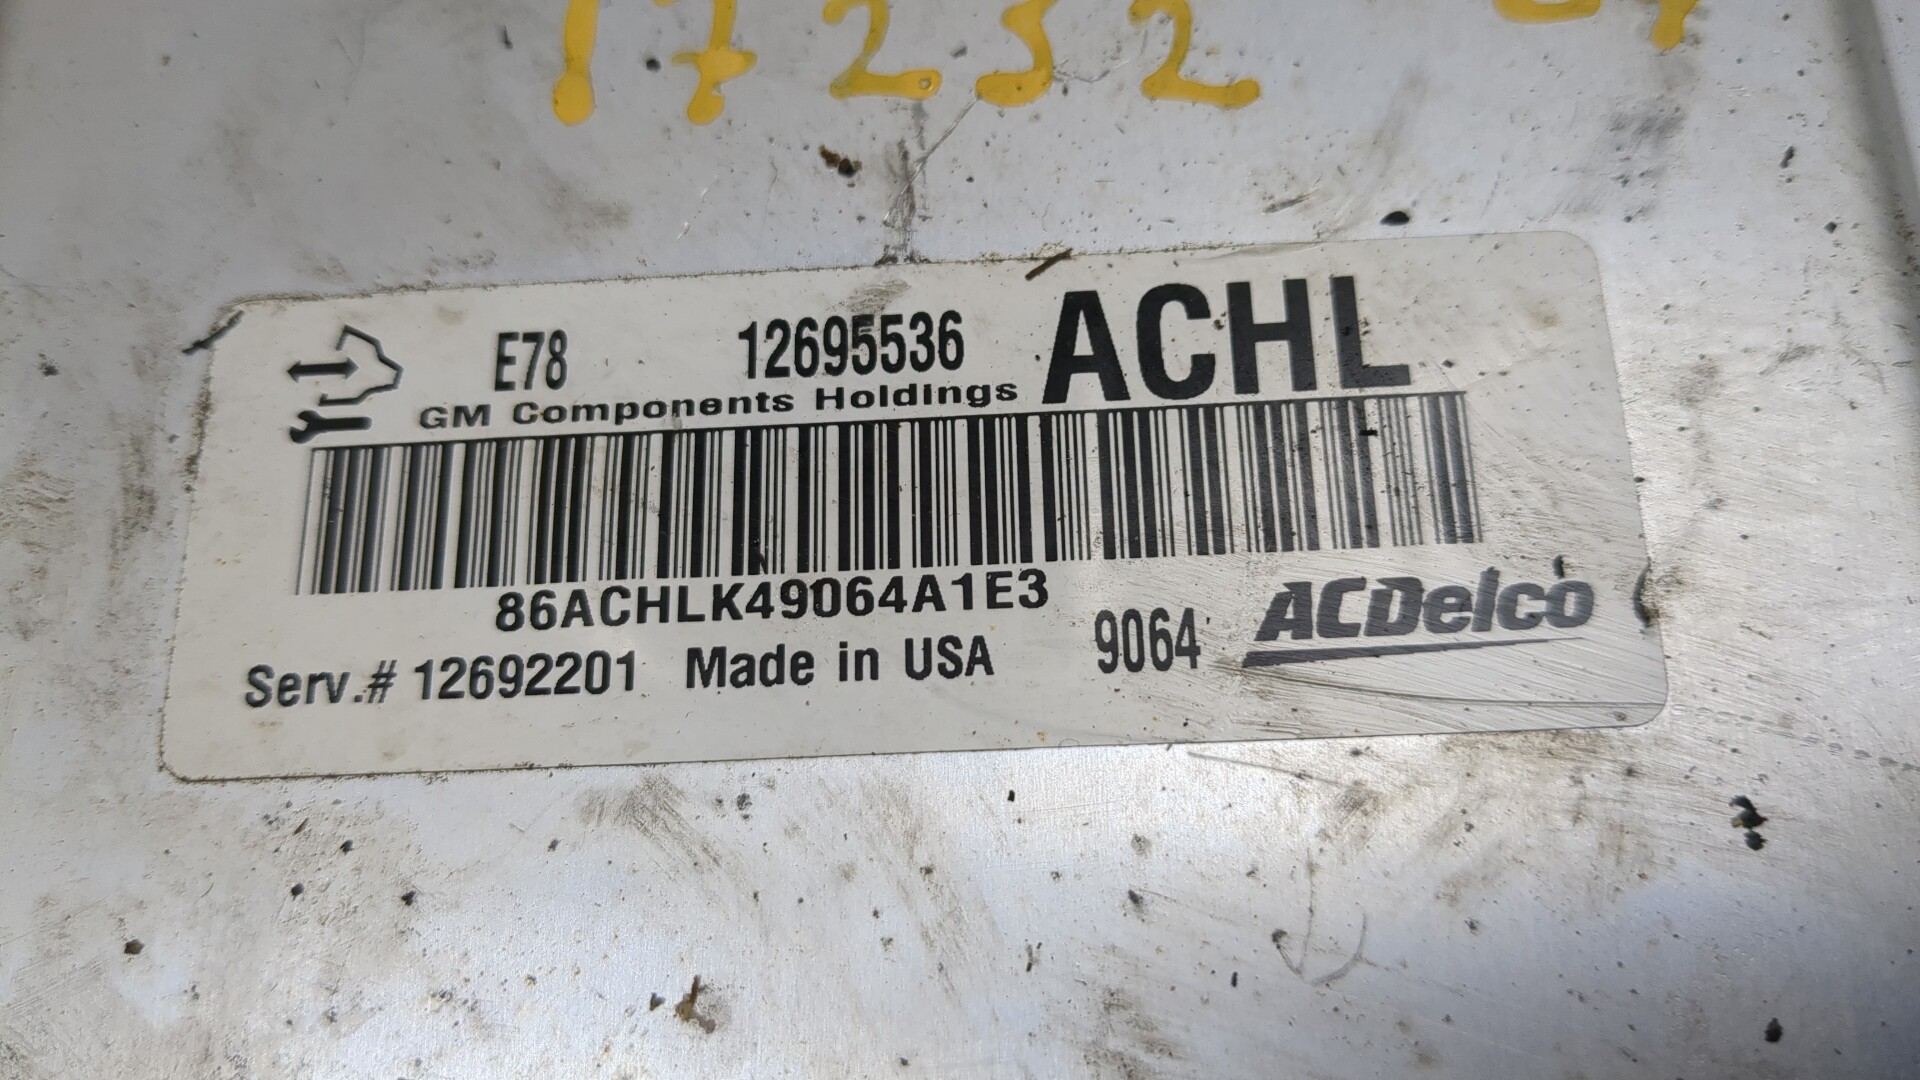 17232
E78 12695536 ACHL
GM Components Holdings
86ACHLK49064A1E3
Serv.# 12692201 Made in USA 9064 ACDelco